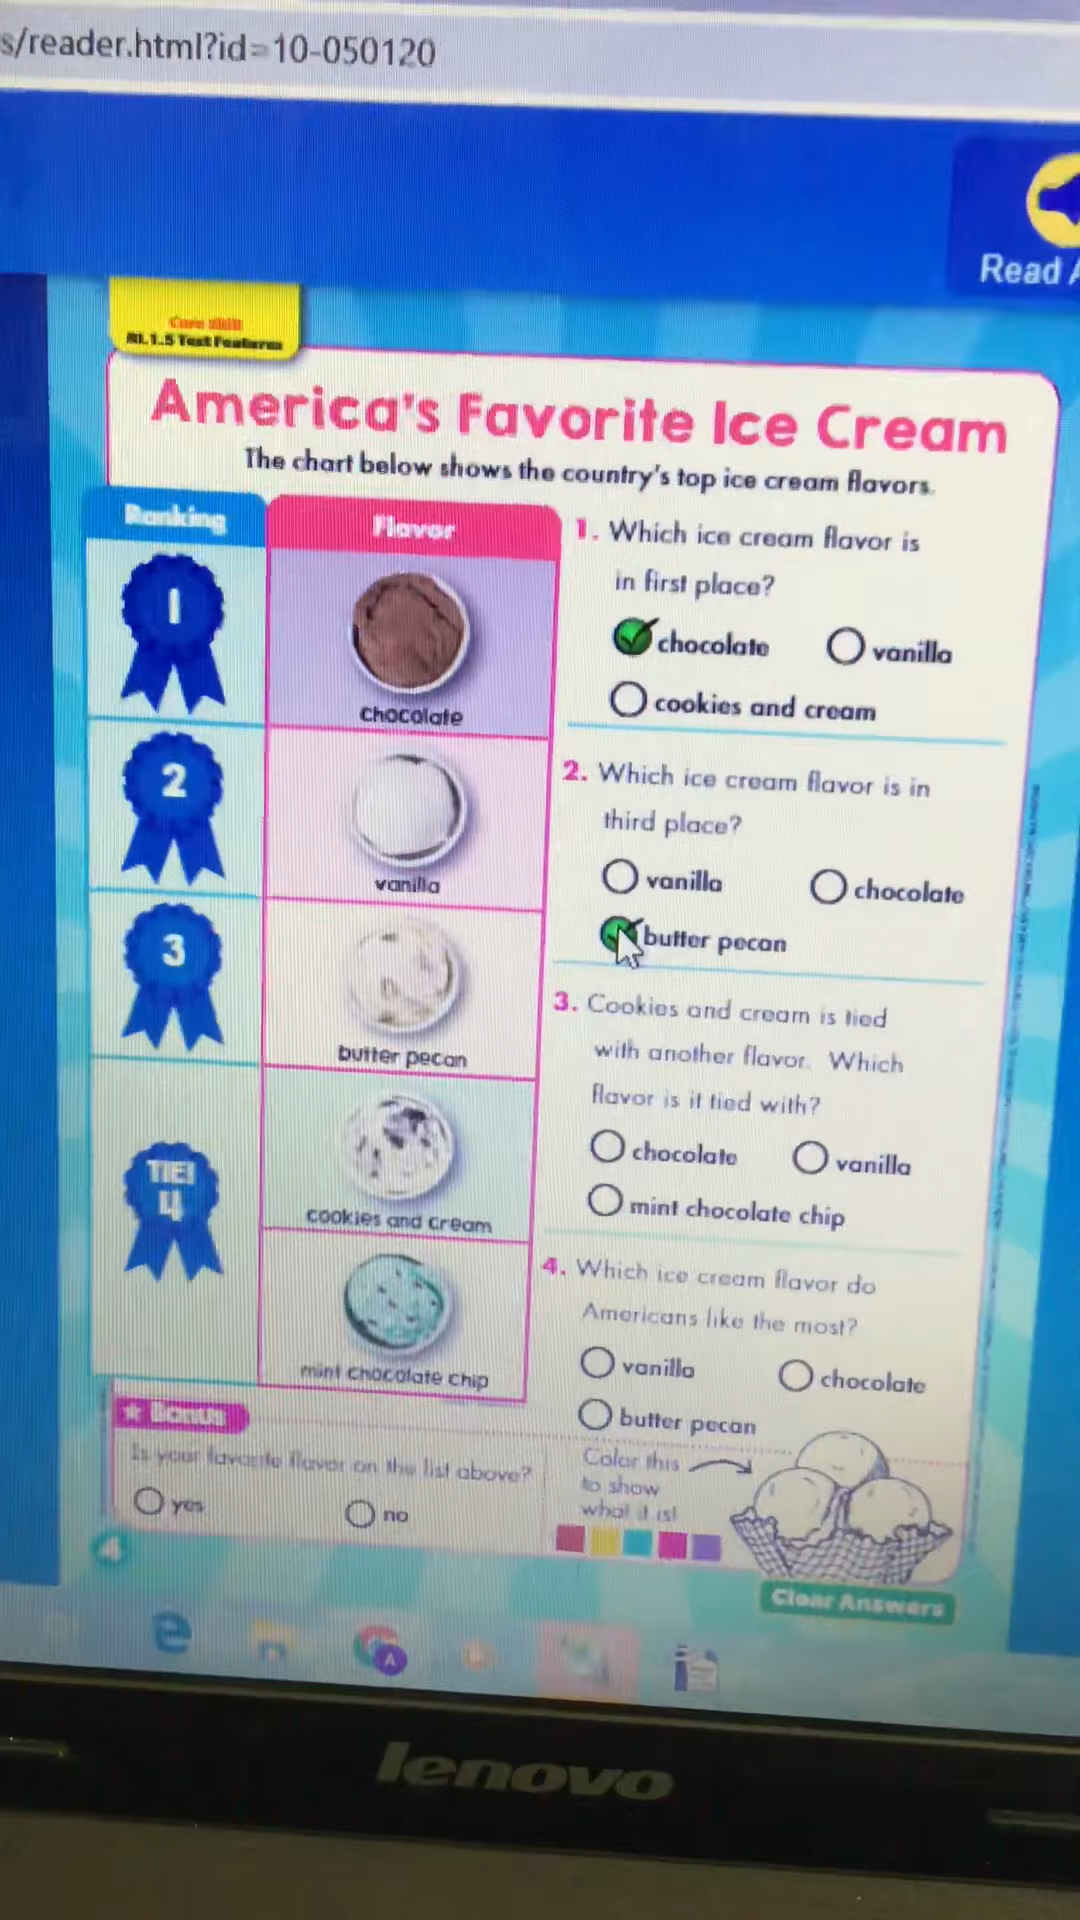 s/reader.html?id=10-050120
Read A
Core Skill
RI.1.5 Text Features
America's Favorite Ice Cream
The chart below shows the country's top ice cream flavors.
Ranking
Flavor
1
chocolate
2
vanilla
3
butter pecan
TIE!
4
cookies and cream
mint chocolate chip
1. Which ice cream flavor is
in first place?
chocolate
vanilla
cookies and cream
2. Which ice cream flavor is in
third place?
vanilla
chocolate
butter pecan
3. Cookies and cream is tied
with another flavor. Which
flavor is it tied with?
chocolate
vanilla
mint chocolate chip
4. Which ice cream flavor do
Americans like the most?
vanilla
chocolate
butter pecan
Bonus
Is your favorite flavor on the list above?
yes
no
Color this
to show
what it is!
4
Clear Answers
A
lenovo